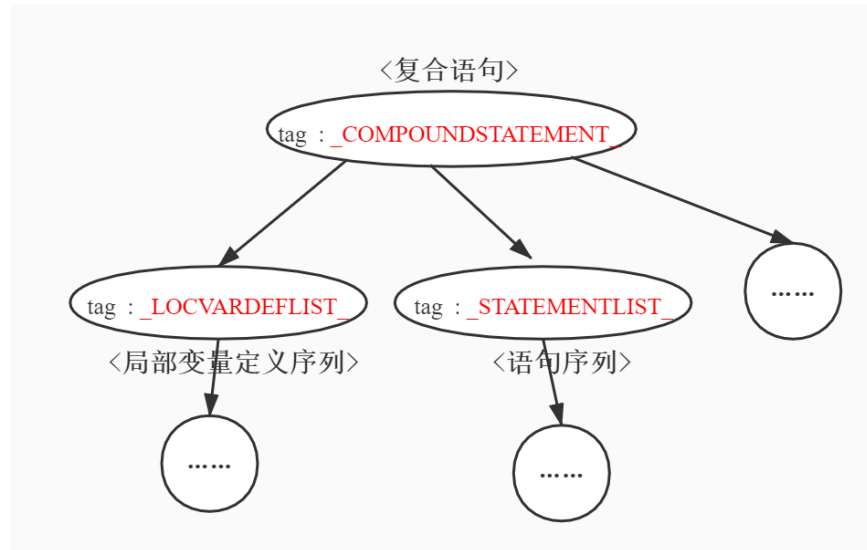 <复合语句>
tag : _COMPOUNDSTATEMENT_
……
tag : _LOCVARDEFLIST_
tag : _STATEMENTLIST_
<局部变量定义序列>
<语句序列>
……
……